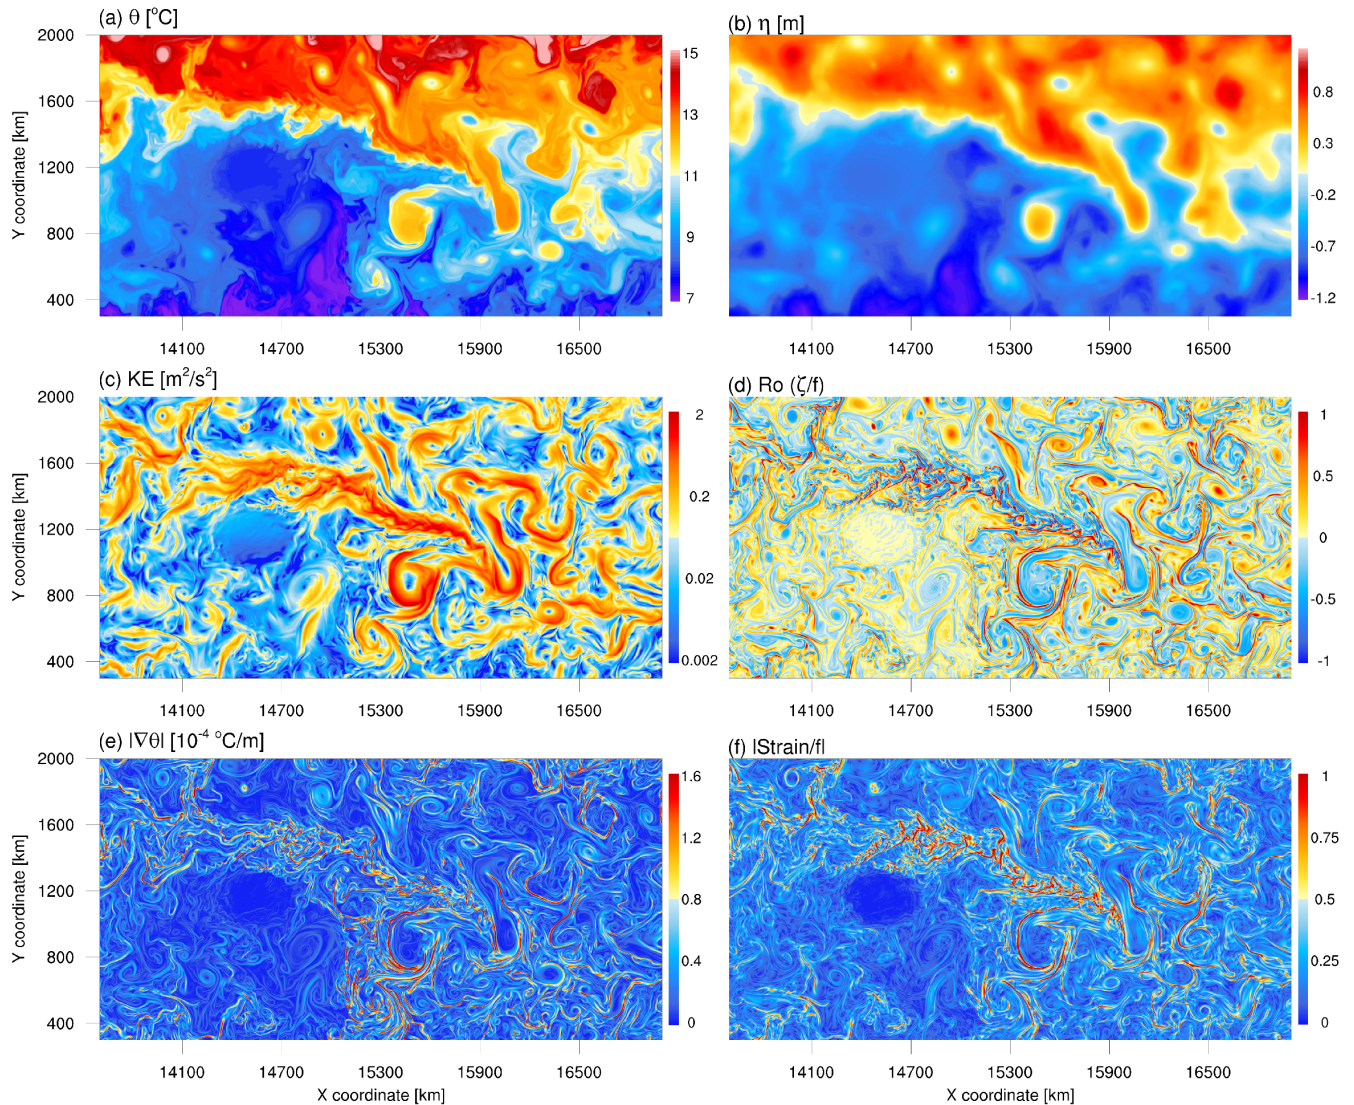 (a) θ [°C]
(b) η [m]
2000
1600
1200
800
400
Y coordinate [km]
15
13
11
9
7
0.8
0.3
-0.2
-0.7
-1.2
14100 14700 15300 15900 16500
14100 14700 15300 15900 16500
(c) KE [m²/s²]
(d) Ro (ζ/f)
2000
1600
1200
800
400
Y coordinate [km]
2
0.2
0.02
0.002
1
0.5
0
-0.5
-1
14100 14700 15300 15900 16500
14100 14700 15300 15900 16500
(e) |∇θ| [10⁻⁴ °C/m]
(f) |Strain/f|
2000
1600
1200
800
400
Y coordinate [km]
1.6
1.2
0.8
0.4
0
1
0.75
0.5
0.25
0
14100 14700 15300 15900 16500
14100 14700 15300 15900 16500
X coordinate [km]
X coordinate [km]